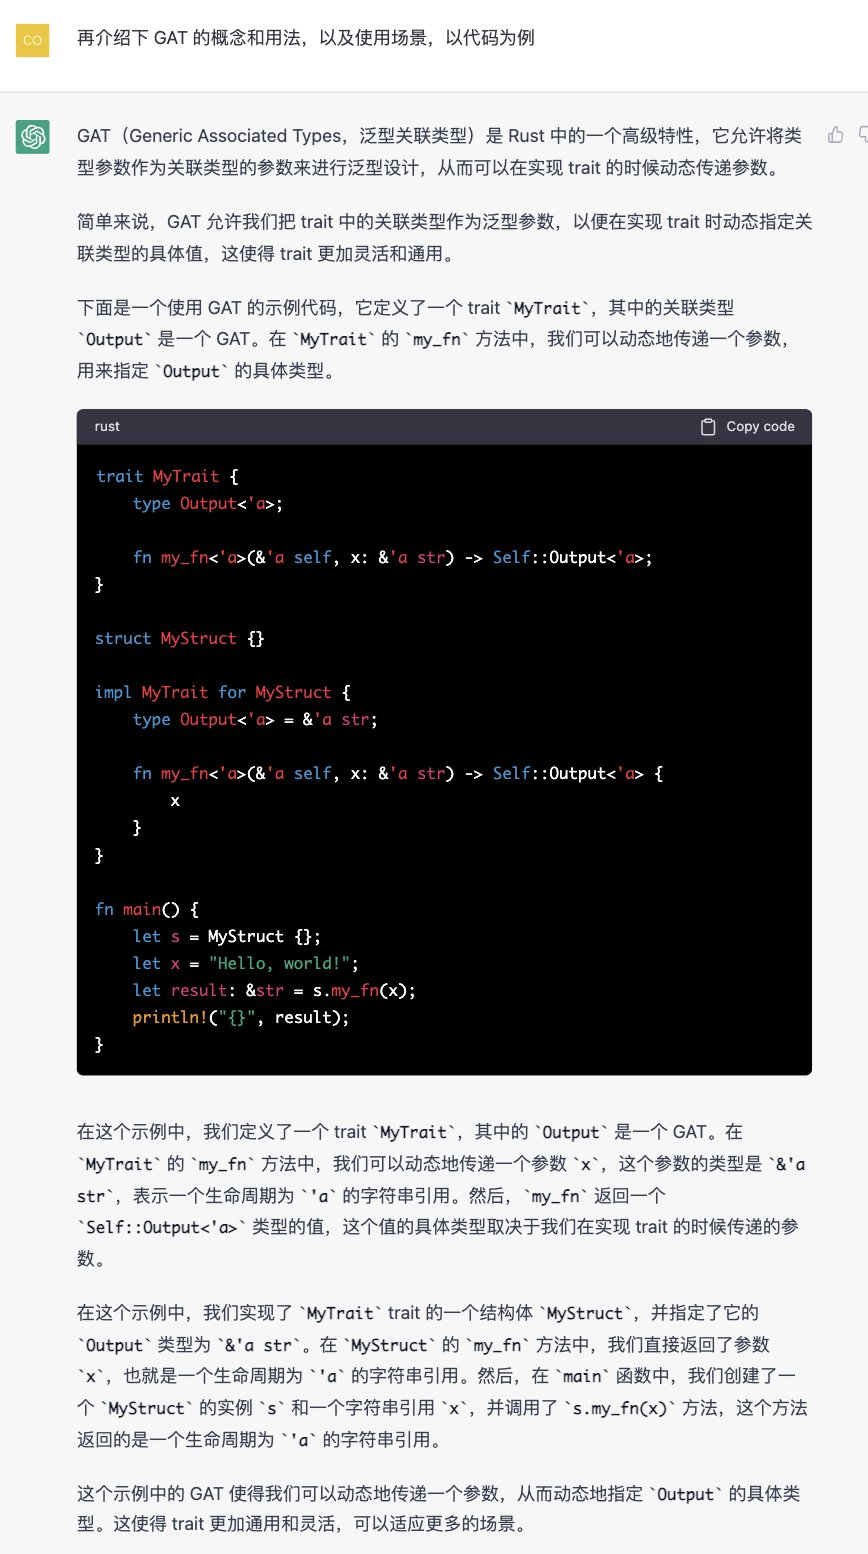 CO
再介绍下 GAT 的概念和用法，以及使用场景，以代码为例
GAT（Generic Associated Types，泛型关联类型）是 Rust 中的一个高级特性，它允许将类
型参数作为关联类型的参数来进行泛型设计，从而可以在实现 trait 的时候动态传递参数。
简单来说，GAT 允许我们把 trait 中的关联类型作为泛型参数，以便在实现 trait 时动态指定关
联类型的具体值，这使得 trait 更加灵活和通用。
下面是一个使用 GAT 的示例代码，它定义了一个 trait `MyTrait`，其中的关联类型
`Output` 是一个 GAT。在 `MyTrait` 的 `my_fn` 方法中，我们可以动态地传递一个参数，
用来指定 `Output` 的具体类型。
rust
Copy code
trait MyTrait {
    type Output<'a>;
    fn my_fn<'a>(&'a self, x: &'a str) -> Self::Output<'a>;
}
struct MyStruct {}
impl MyTrait for MyStruct {
    type Output<'a> = &'a str;
    fn my_fn<'a>(&'a self, x: &'a str) -> Self::Output<'a> {
        x
    }
}
fn main() {
    let s = MyStruct {};
    let x = "Hello, world!";
    let result: &str = s.my_fn(x);
    println!("{}", result);
}
在这个示例中，我们定义了一个 trait `MyTrait`，其中的 `Output` 是一个 GAT。在
`MyTrait` 的 `my_fn` 方法中，我们可以动态地传递一个参数 `x`，这个参数的类型是 `&'a
str`，表示一个生命周期为 `'a` 的字符串引用。然后，`my_fn` 返回一个
`Self::Output<'a>` 类型的值，这个值的具体类型取决于我们在实现 trait 的时候传递的参
数。
在这个示例中，我们实现了 `MyTrait` trait 的一个结构体 `MyStruct`，并指定了它的
`Output` 类型为 `&'a str`。在 `MyStruct` 的 `my_fn` 方法中，我们直接返回了参数
`x`，也就是一个生命周期为 `'a` 的字符串引用。然后，在 `main` 函数中，我们创建了一
个 `MyStruct` 的实例 `s` 和一个字符串引用 `x`，并调用了 `s.my_fn(x)` 方法，这个方法
返回的是一个生命周期为 `'a` 的字符串引用。
这个示例中的 GAT 使得我们可以动态地传递一个参数，从而动态地指定 `Output` 的具体类
型。这使得 trait 更加通用和灵活，可以适应更多的场景。